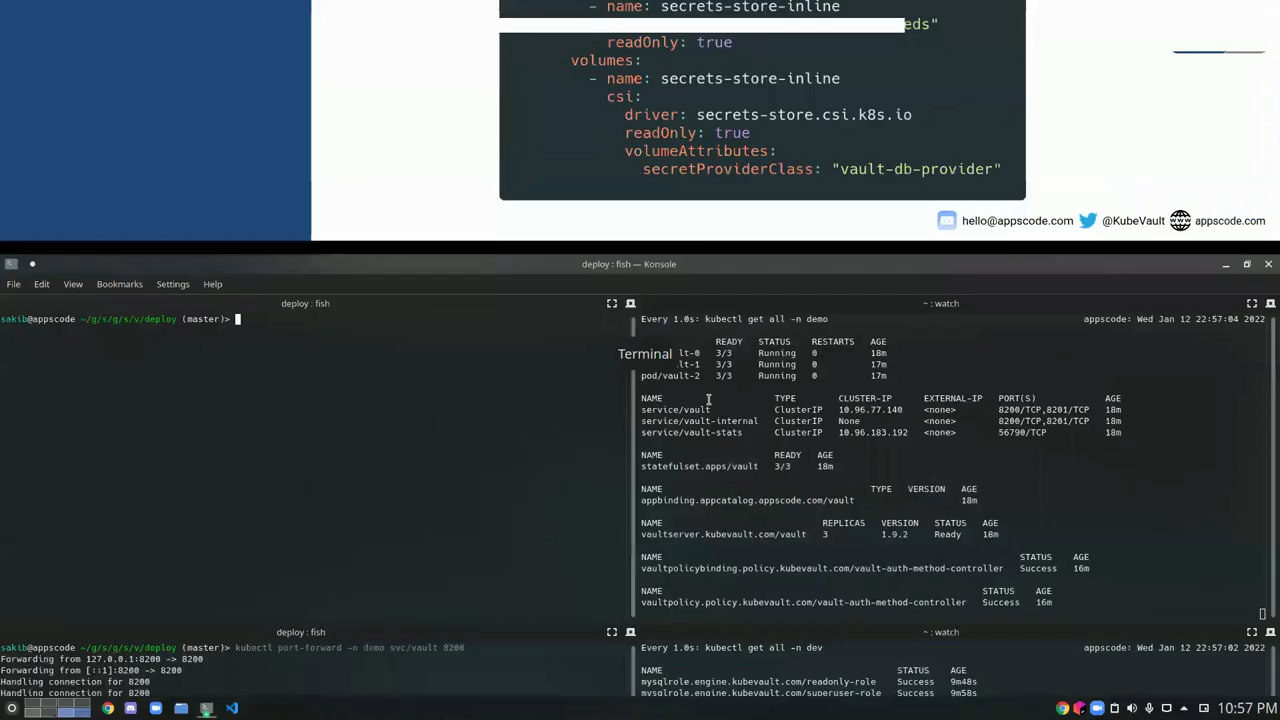 - name: secrets-store-inline
eds"
readOnly: true
volumes:
- name: secrets-store-inline
csi:
driver: secrets-store.csi.k8s.io
readOnly: true
volumeAttributes:
secretProviderClass: "vault-db-provider"
hello@appscode.com @KubeVault appscode.com
deploy : fish — Konsole
File Edit View Bookmarks Settings Help
deploy : fish
sakib@appscode ~/g/s/g/s/v/deploy (master)>
~ : watch
Every 1.0s: kubectl get all -n demo appscode: Wed Jan 12 22:57:04 2022
READY STATUS RESTARTS AGE
lt-0 3/3 Running 0 18m
Terminal
lt-1 3/3 Running 0 17m
pod/vault-2 3/3 Running 0 17m
NAME TYPE CLUSTER-IP EXTERNAL-IP PORT(S) AGE
service/vault ClusterIP 10.96.77.140 <none> 8200/TCP,8201/TCP 18m
service/vault-internal ClusterIP None <none> 8200/TCP,8201/TCP 18m
service/vault-stats ClusterIP 10.96.183.192 <none> 56790/TCP 18m
NAME READY AGE
statefulset.apps/vault 3/3 18m
NAME TYPE VERSION AGE
appbinding.appcatalog.appscode.com/vault 18m
NAME REPLICAS VERSION STATUS AGE
vaultserver.kubevault.com/vault 3 1.9.2 Ready 18m
NAME STATUS AGE
vaultpolicybinding.policy.kubevault.com/vault-auth-method-controller Success 16m
NAME STATUS AGE
vaultpolicy.policy.kubevault.com/vault-auth-method-controller Success 16m
deploy : fish
sakib@appscode ~/g/s/g/s/v/deploy (master)> kubectl port-forward -n demo svc/vault 8200
Forwarding from 127.0.0.1:8200 -> 8200
Forwarding from [::1]:8200 -> 8200
Handling connection for 8200
Handling connection for 8200
~ : watch
Every 1.0s: kubectl get all -n dev appscode: Wed Jan 12 22:57:02 2022
NAME STATUS AGE
mysqlrole.engine.kubevault.com/readonly-role Success 9m48s
mysqlrole.engine.kubevault.com/superuser-role Success 9m58s
10:57 PM